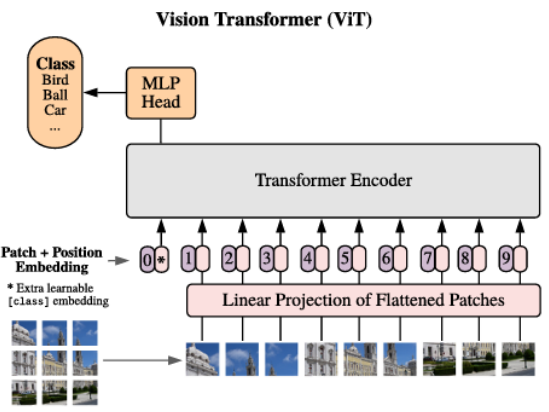 Vision Transformer (ViT)
Class
Bird
Ball
Car
...
MLP
Head
Transformer Encoder
Patch + Position
Embedding
0 * 1 2 3 4 5 6 7 8 9
* Extra learnable
[class] embedding
Linear Projection of Flattened Patches